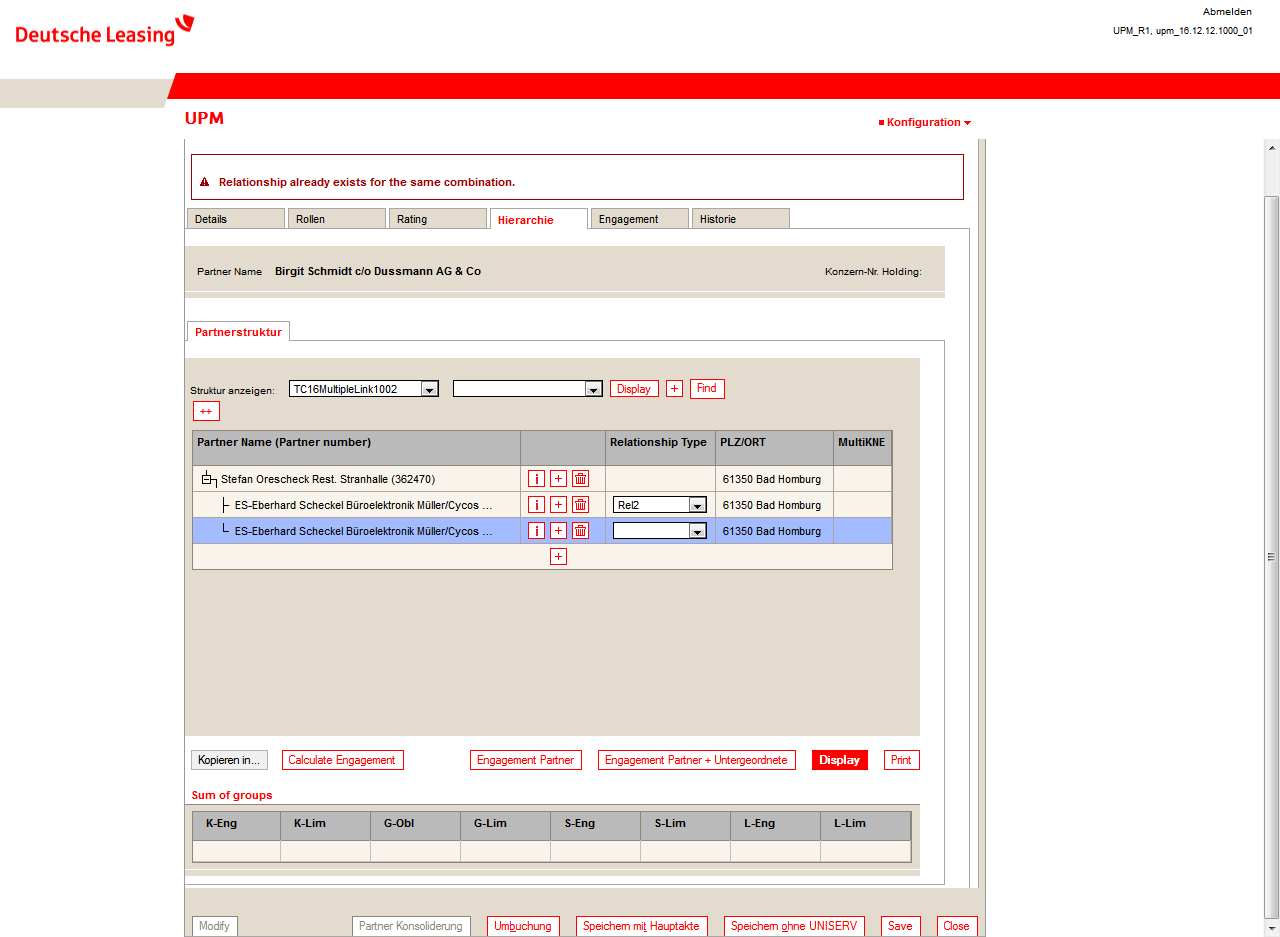 Abmelden
Deutsche Leasing
UPM_R1, upm_16.12.12.1000_01
UPM
Konfiguration
Relationship already exists for the same combination.
Details Rollen Rating Hierarchie Engagement Historie
Partner Name Birgit Schmidt c/o Dussmann AG & Co Konzern-Nr. Holding:
Partnerstruktur
Struktur anzeigen: TC16MultipleLink1002 Display + Find
++
Partner Name (Partner number) Relationship Type PLZ/ORT MultiKNE
Stefan Orescheck Rest. Stranhalle (362470) i + 61350 Bad Homburg
ES-Eberhard Scheckel Büroelektronik Müller/Cycos ... i + Rel2 61350 Bad Homburg
ES-Eberhard Scheckel Büroelektronik Müller/Cycos ... i + 61350 Bad Homburg
+
Kopieren in... Calculate Engagement Engagement Partner Engagement Partner + Untergeordnete Display Print
Sum of groups
K-Eng K-Lim G-Obl G-Lim S-Eng S-Lim L-Eng L-Lim
Modify Partner Konsolidierung Umbuchung Speichern mit Hauptakte Speichern ohne UNISERV Save Close